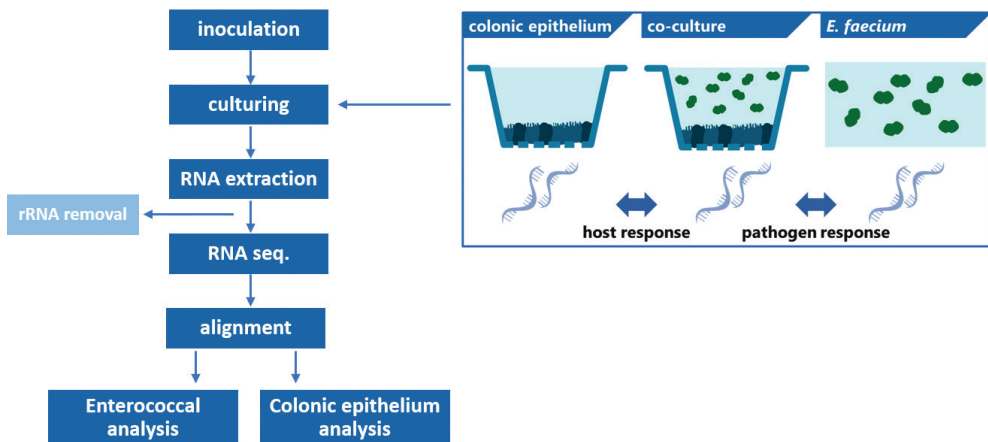 inoculation
culturing
RNA extraction
rRNA removal
RNA seq.
alignment
Enterococcal
analysis
Colonic epithelium
analysis
colonic epithelium
co-culture
E. faecium
host response
pathogen response